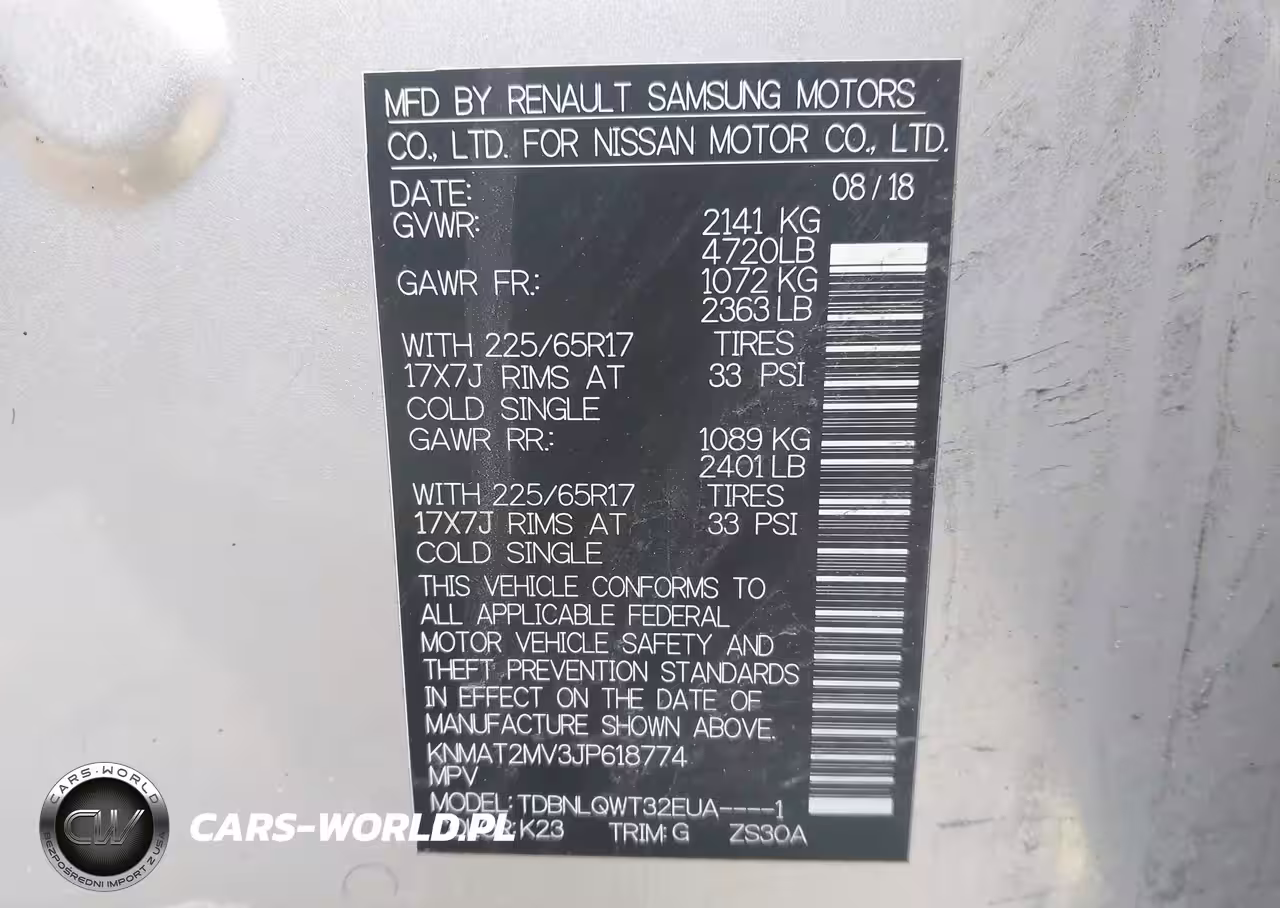 MFD BY RENAULT SAMSUNG MOTORS
CO., LTD. FOR NISSAN MOTOR CO., LTD.
DATE: 08/18
GVWR: 2141 KG
4720LB
GAWR FR.: 1072 KG
2363 LB
WITH 225/65R17 TIRES
17X7J RIMS AT 33 PSI
COLD SINGLE
GAWR RR.: 1089 KG
2401 LB
WITH 225/65R17 TIRES
17X7J RIMS AT 33 PSI
COLD SINGLE
THIS VEHICLE CONFORMS TO
ALL APPLICABLE FEDERAL
MOTOR VEHICLE SAFETY AND
THEFT PREVENTION STANDARDS
IN EFFECT ON THE DATE OF
MANUFACTURE SHOWN ABOVE.
KNMAT2MV3JP618774
MPV
MODEL: TDBNLQWT32EUA----1
K23 TRIM: G ZS30A
CARS-WORLD
CW
BEZPOŚREDNI IMPORT Z USA
CARS-WORLD.PL